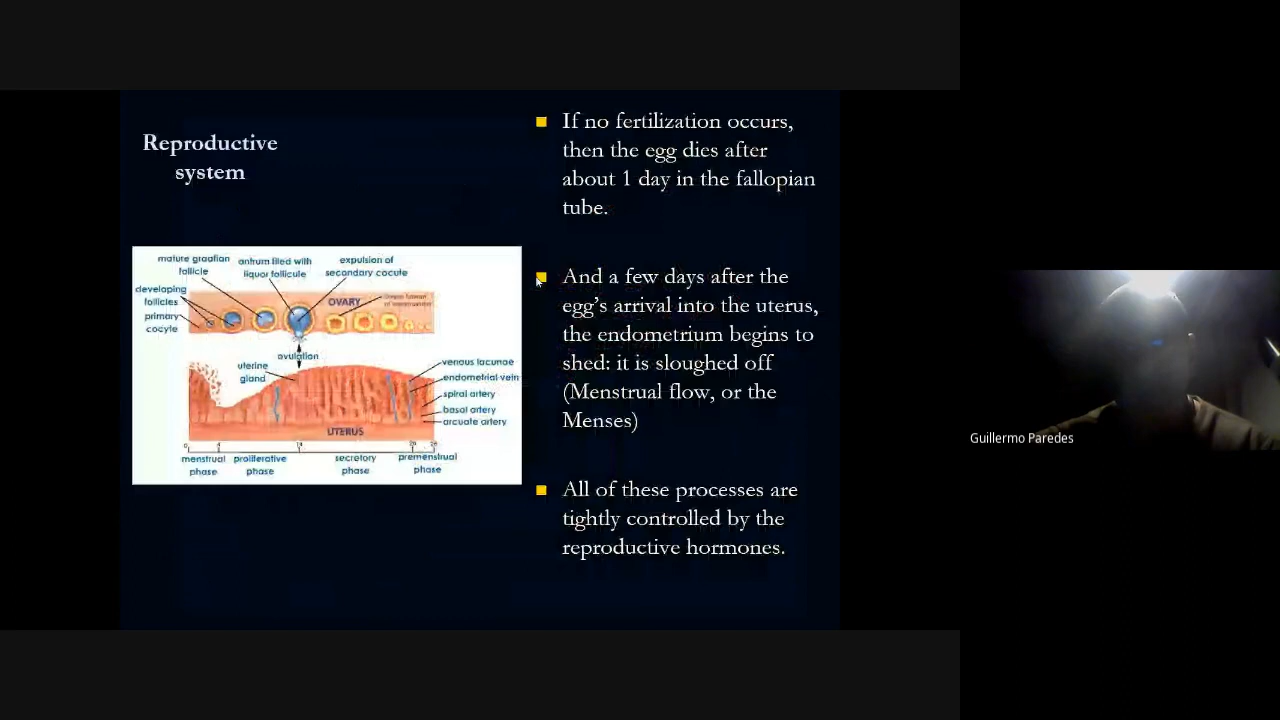 Reproductive
system
If no fertilization occurs,
then the egg dies after
about 1 day in the fallopian
tube.
And a few days after the
egg’s arrival into the uterus,
the endometrium begins to
shed: it is sloughed off
(Menstrual flow, or the
Menses)
All of these processes are
tightly controlled by the
reproductive hormones.
mature graafian
follicle
antrum filled with
liquor follicule
expulsion of
secondary oocyte
developing
follicles
primary
oocyte
OVARY
ovulation
uterine
gland
venous lacunae
endometrial vein
spiral artery
basal artery
arcuate artery
UTERUS
0 4 14 28
menstrual
phase
proliferative
phase
secretory
phase
premenstrual
phase
Guillermo Paredes